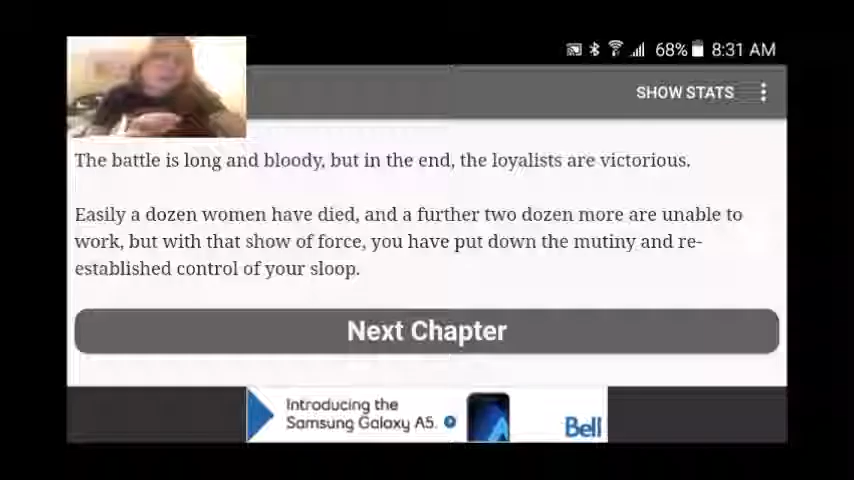 68% 8:31 AM
SHOW STATS
The battle is long and bloody, but in the end, the loyalists are victorious.
Easily a dozen women have died, and a further two dozen more are unable to
work, but with that show of force, you have put down the mutiny and re-
established control of your sloop.
Next Chapter
Introducing the
Samsung Galaxy A5.
Bell